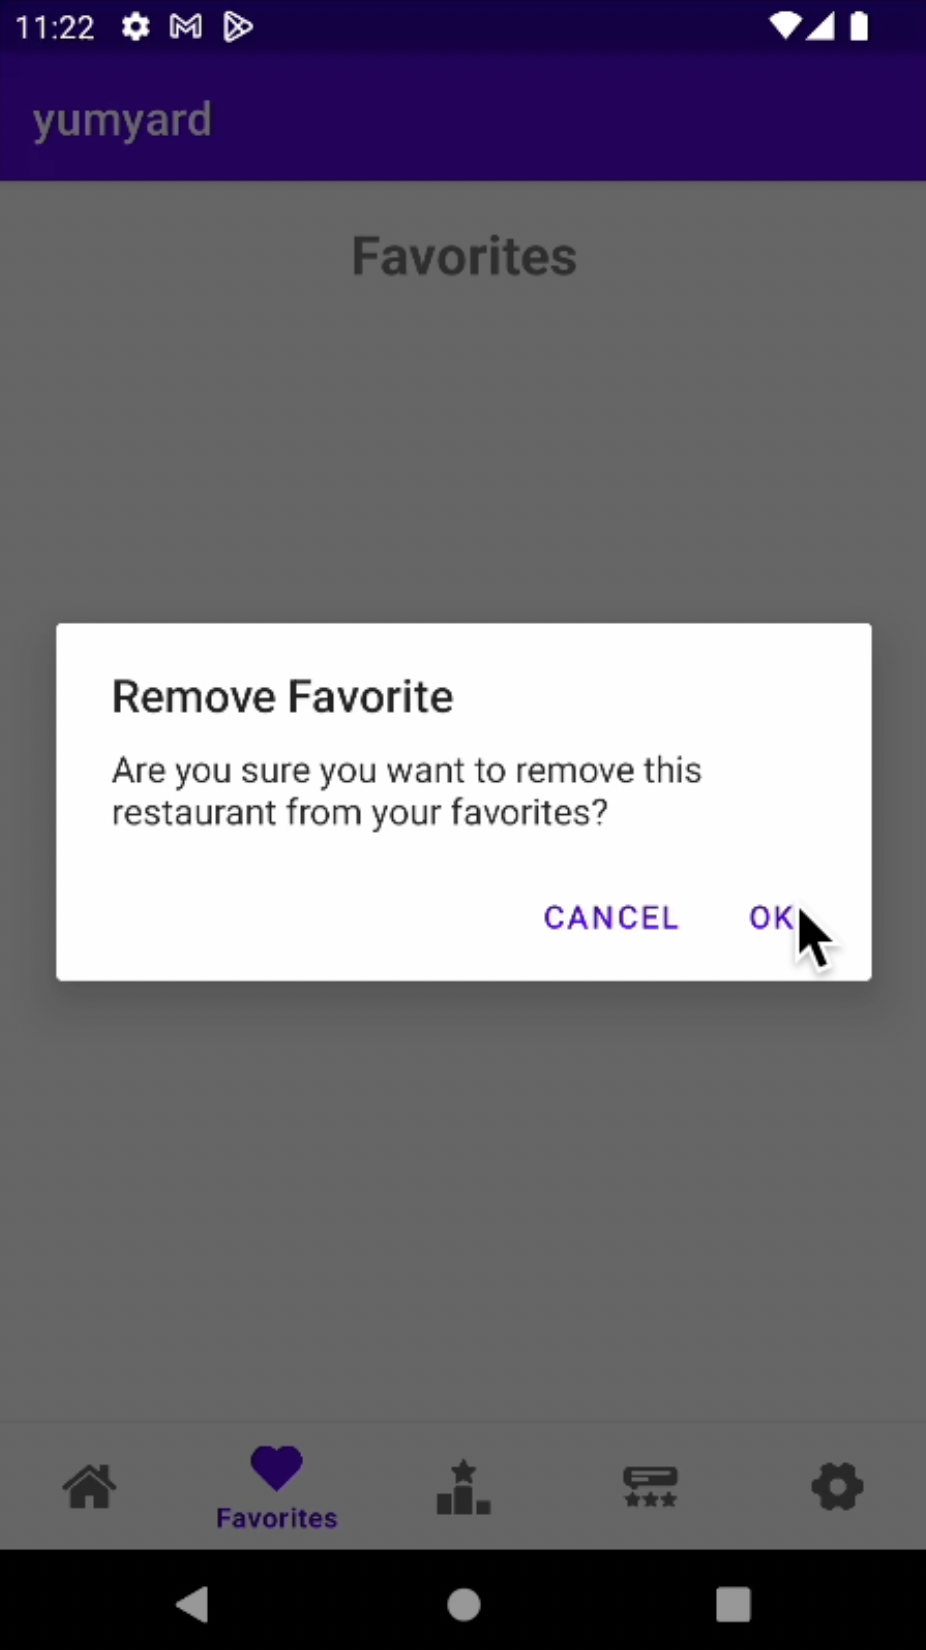 11:22
yumyard
Favorites
Remove Favorite
Are you sure you want to remove this
restaurant from your favorites?
CANCEL OK
Favorites